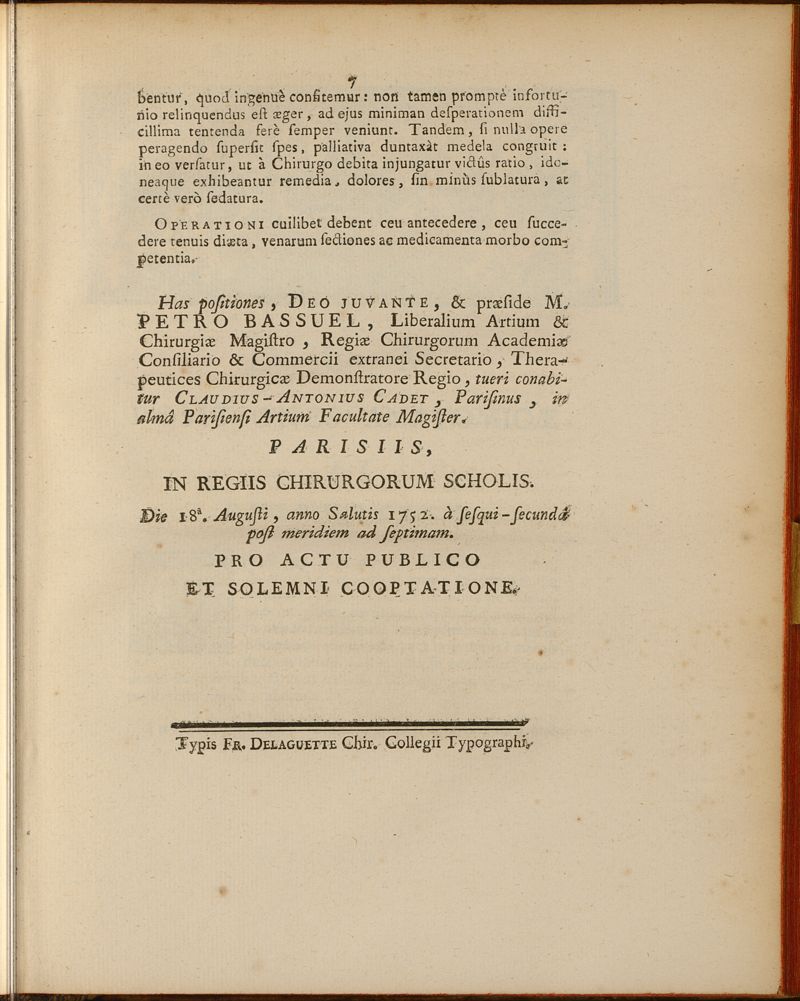 7
bentur, quod ingenuè confitemur: non tamen promptè infortu-
nio relinquendus eſt æger, ad ejus miniman deſperationem diffi-
cillima tentenda ferè ſemper veniunt. Tandem, ſi nulla opere
peragendo ſuperſit ſpes, palliativa duntaxàt medela congruit:
in eo verſatur, ut à Chirurgo debita injungatur victûs ratio, ido-
neaque exhibeantur remedia, dolores, ſin minùs ſublatura, at
certè verò ſedatura.
OPERATIONI cuilibet debent ceu antecedere, ceu ſucce-
dere tenuis diæta, venarum ſectiones ac medicamenta morbo com-
petentia.
Has poſitiones, DEO JUVANTE, & præſide M.
PETRO BASSUEL, Liberalium Artium &
Chirurgiæ Magiſtro, Regiæ Chirurgorum Academiæ
Conſiliario & Commercii extranei Secretario, Thera-
peutices Chirurgicæ Demonſtratore Regio, tueri conabi-
tur CLAUDIUS-ANTONIUS CADET, Pariſinus, in
almâ Pariſienſi Artium Facultate Magiſter.
PARISIIS,
IN REGIIS CHIRURGORUM SCHOLIS.
Die 18ª. Auguſti, anno Salutis 1752. à ſeſqui-ſecundâ
poſt meridiem ad ſeptimam.
PRO ACTU PUBLICO
ET SOLEMNI COOPTATIONE.
Typis FR. DELAGUETTE Chir. Collegii Typographi.